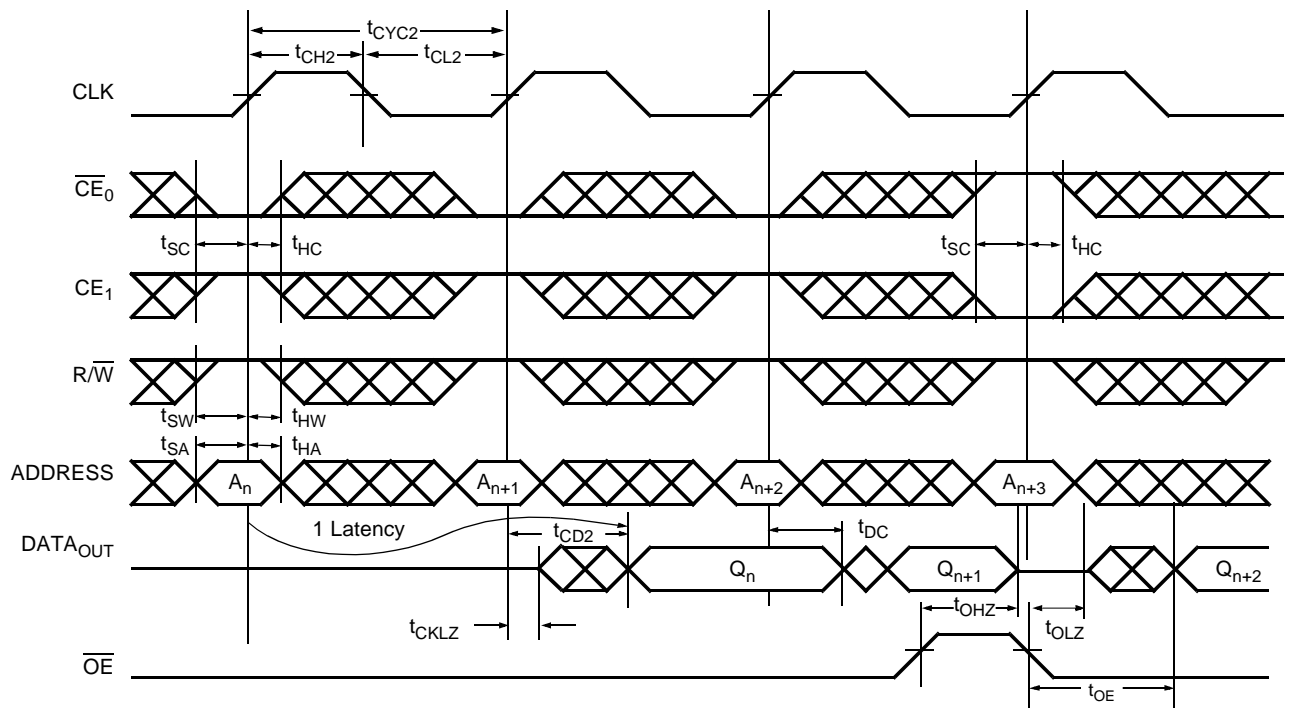 tCYC2
tCH2 tCL2
CLK
CE0
tSC tHC tSC tHC
CE1
R/W
tSW tHW
tSA tHA
ADDRESS An An+1 An+2 An+3
1 Latency tCD2 tDC
DATAOUT Qn Qn+1 Qn+2
tOHZ
tCKLZ tOLZ
OE
tOE